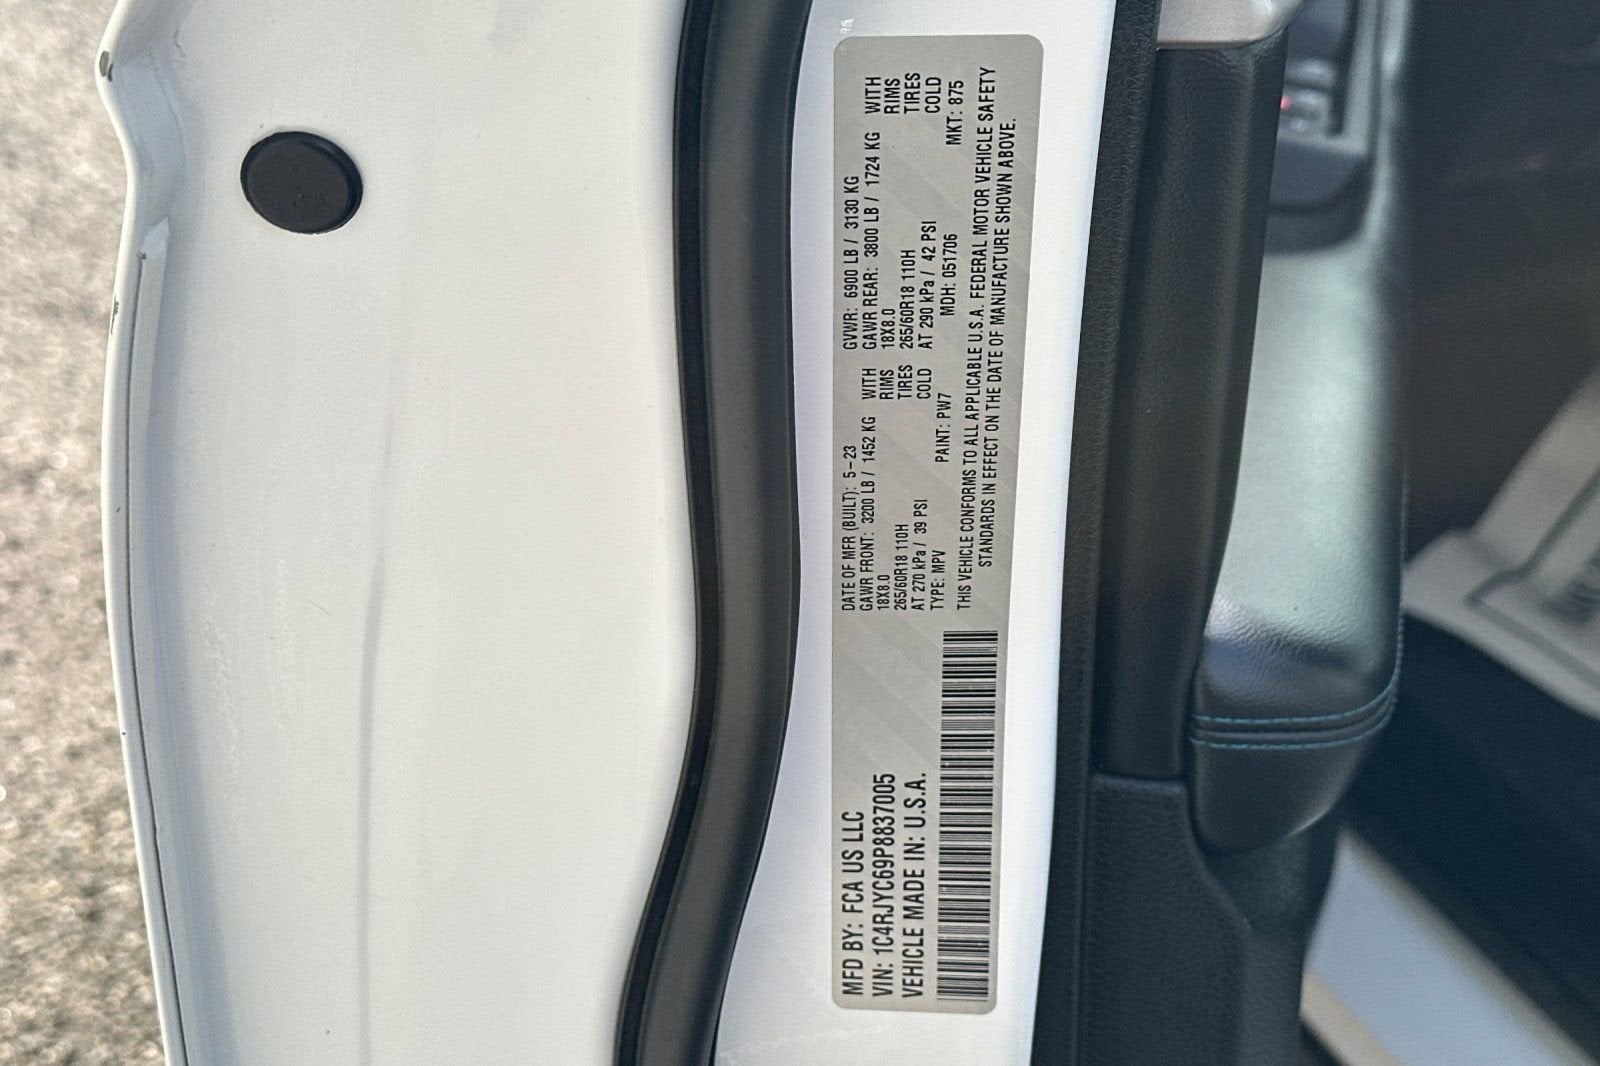 MFD BY: FCA US LLC
VIN: 1C4RJYC69P8837005
VEHICLE MADE IN: U.S.A.
DATE OF MFR (BUILT): 5-23 GVWR: 6900 LB / 3130 KG
GAWR FRONT: 3200 LB / 1452 KG WITH GAWR REAR: 3800 LB / 1724 KG WITH
18X8.0 RIMS 18X8.0 RIMS
265/60R18 110H TIRES 265/60R18 110H TIRES
AT 270 kPa / 39 PSI COLD AT 290 kPa / 42 PSI COLD
TYPE: MPV PAINT: PW7 MDH: 051706 MKT: 875
THIS VEHICLE CONFORMS TO ALL APPLICABLE U.S.A. FEDERAL MOTOR VEHICLE SAFETY
STANDARDS IN EFFECT ON THE DATE OF MANUFACTURE SHOWN ABOVE.